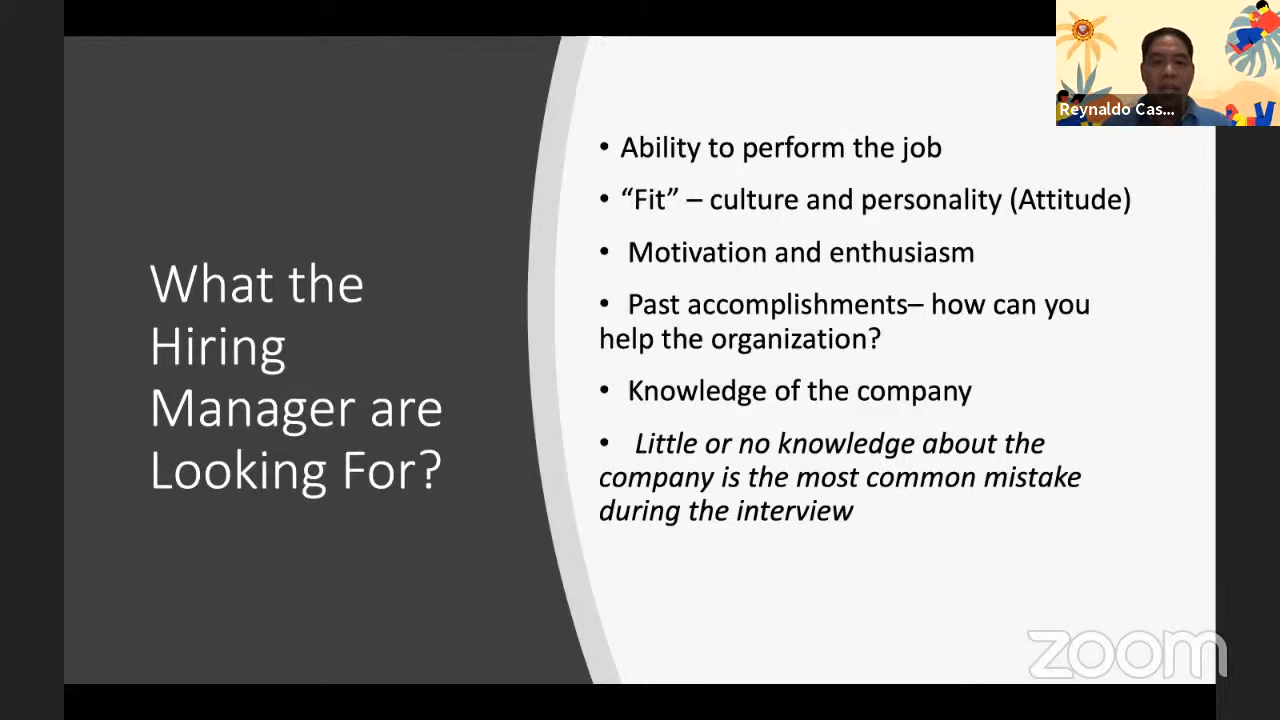 Reynaldo Cas...
What the
Hiring
Manager are
Looking For?
• Ability to perform the job
• “Fit” – culture and personality (Attitude)
• Motivation and enthusiasm
• Past accomplishments– how can you
help the organization?
• Knowledge of the company
• Little or no knowledge about the
company is the most common mistake
during the interview
zoom